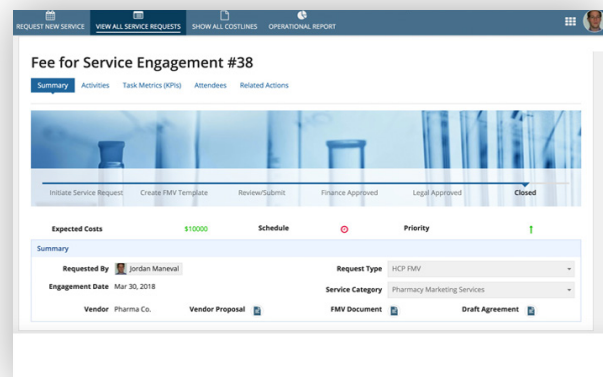 REQUEST NEW SERVICE VIEW ALL SERVICE REQUESTS SHOW ALL COSTLINES OPERATIONAL REPORT
Fee for Service Engagement #38
Summary Activities Task Metrics (KPIs) Attendees Related Actions
Initiate Service Request Create FMV Template Review/Submit Finance Approved Legal Approved Closed
Expected Costs $10000 Schedule Priority
Summary
Requested By Jordan Maneval Request Type HCP FMV
Engagement Date Mar 30, 2018 Service Category Pharmacy Marketing Services
Vendor Pharma Co. Vendor Proposal FMV Document Draft Agreement